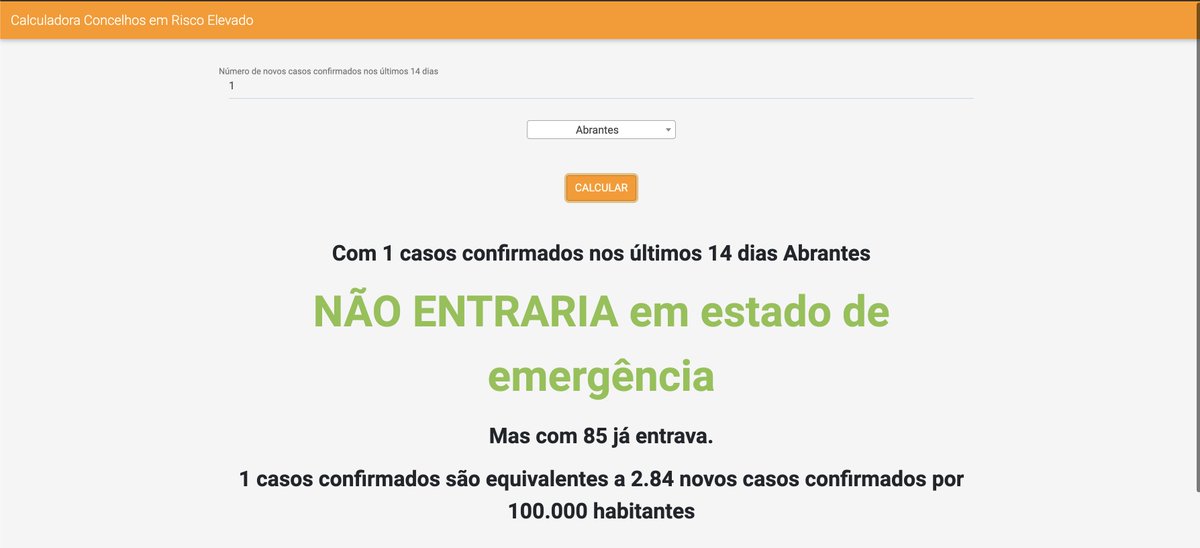 Calculadora Concelhos em Risco Elevado
Número de novos casos confirmados nos últimos 14 dias
1
Abrantes
CALCULAR
Com 1 casos confirmados nos últimos 14 dias Abrantes
NÃO ENTRARIA em estado de
emergência
Mas com 85 já entrava.
1 casos confirmados são equivalentes a 2.84 novos casos confirmados por
100.000 habitantes